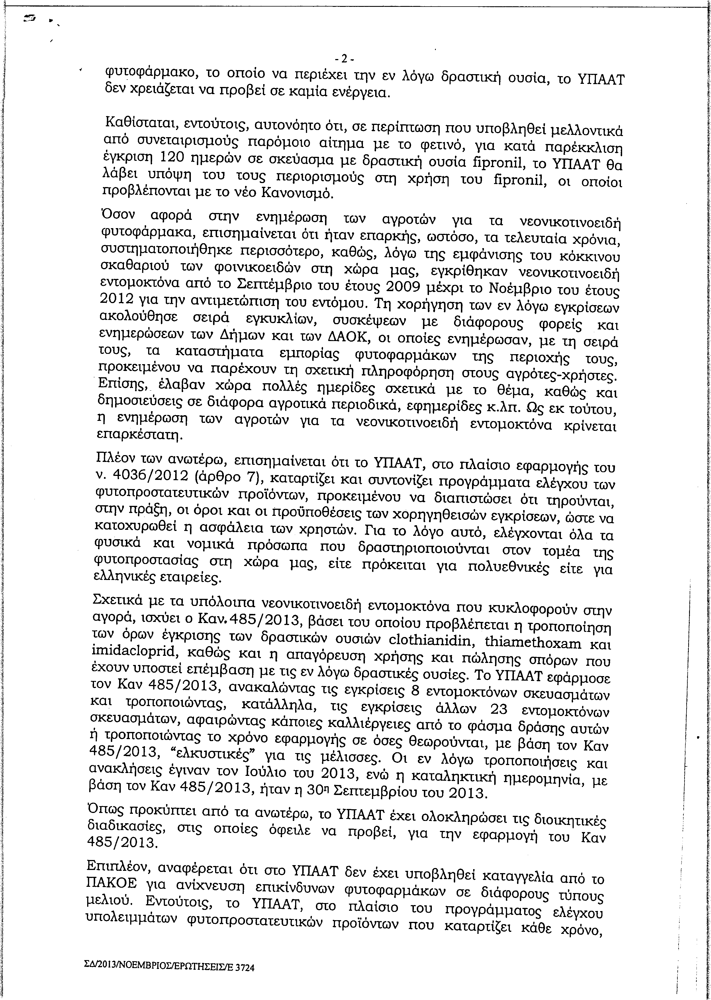 - 2 -
φυτοφάρμακο, το οποίο να περιέχει την εν λόγω δραστική ουσία, το ΥΠΑΑΤ
δεν χρειάζεται να προβεί σε καμία ενέργεια.
Καθίσταται, εντούτοις, αυτονόητο ότι, σε περίπτωση που υποβληθεί μελλοντικά
από συνεταιρισμούς παρόμοιο αίτημα με το φετινό, για κατά παρέκκλιση
έγκριση 120 ημερών σε σκεύασμα με δραστική ουσία fipronil, το ΥΠΑΑΤ θα
λάβει υπόψη του τους περιορισμούς στη χρήση του fipronil, οι οποίοι
προβλέπονται με το νέο Κανονισμό.
Όσον αφορά στην ενημέρωση των αγροτών για τα νεονικοτινοειδή
φυτοφάρμακα, επισημαίνεται ότι ήταν επαρκής, ωστόσο, τα τελευταία χρόνια,
συστηματοποιήθηκε περισσότερο, καθώς, λόγω της εμφάνισης του κόκκινου
σκαθαριού των φοινικοειδών στη χώρα μας, εγκρίθηκαν νεονικοτινοειδή
εντομοκτόνα από το Σεπτέμβριο του έτους 2009 μέχρι το Νοέμβριο του έτους
2012 για την αντιμετώπιση του εντόμου. Τη χορήγηση των εν λόγω εγκρίσεων
ακολούθησε σειρά εγκυκλίων, συσκέψεων με διάφορους φορείς και
ενημερώσεων των Δήμων και των ΔΑΟΚ, οι οποίες ενημέρωσαν, με τη σειρά
τους, τα καταστήματα εμπορίας φυτοφαρμάκων της περιοχής τους,
προκειμένου να παρέχουν τη σχετική πληροφόρηση στους αγρότες-χρήστες.
Επίσης, έλαβαν χώρα πολλές ημερίδες σχετικά με το θέμα, καθώς και
δημοσιεύσεις σε διάφορα αγροτικά περιοδικά, εφημερίδες κ.λπ. Ως εκ τούτου,
η ενημέρωση των αγροτών για τα νεονικοτινοειδή εντομοκτόνα κρίνεται
επαρκέστατη.
Πλέον των ανωτέρω, επισημαίνεται ότι το ΥΠΑΑΤ, στο πλαίσιο εφαρμογής του
ν. 4036/2012 (άρθρο 7), καταρτίζει και συντονίζει προγράμματα ελέγχου των
φυτοπροστατευτικών προϊόντων, προκειμένου να διαπιστώσει ότι τηρούνται,
στην πράξη, οι όροι και οι προϋποθέσεις των χορηγηθεισών εγκρίσεων, ώστε να
κατοχυρωθεί η ασφάλεια των χρηστών. Για το λόγο αυτό, ελέγχονται όλα τα
φυσικά και νομικά πρόσωπα που δραστηριοποιούνται στον τομέα της
φυτοπροστασίας στη χώρα μας, είτε πρόκειται για πολυεθνικές είτε για
ελληνικές εταιρείες.
Σχετικά με τα υπόλοιπα νεονικοτινοειδή εντομοκτόνα που κυκλοφορούν στην
αγορά, ισχύει ο Καν.485/2013, βάσει του οποίου προβλέπεται η τροποποίηση
των όρων έγκρισης των δραστικών ουσιών clothianidin, thiamethoxam και
imidacloprid, καθώς και η απαγόρευση χρήσης και πώλησης σπόρων που
έχουν υποστεί επέμβαση με τις εν λόγω δραστικές ουσίες. Το ΥΠΑΑΤ εφάρμοσε
τον Καν 485/2013, ανακαλώντας τις εγκρίσεις 8 εντομοκτόνων σκευασμάτων
και τροποποιώντας, κατάλληλα, τις εγκρίσεις άλλων 23 εντομοκτόνων
σκευασμάτων, αφαιρώντας κάποιες καλλιέργειες από το φάσμα δράσης αυτών
ή τροποποιώντας το χρόνο εφαρμογής σε όσες θεωρούνται, με βάση τον Καν
485/2013, “ελκυστικές” για τις μέλισσες. Οι εν λόγω τροποποιήσεις και
ανακλήσεις έγιναν τον Ιούλιο του 2013, ενώ η καταληκτική ημερομηνία, με
βάση τον Καν 485/2013, ήταν η 30η Σεπτεμβρίου του 2013.
Όπως προκύπτει από τα ανωτέρω, το ΥΠΑΑΤ έχει ολοκληρώσει τις διοικητικές
διαδικασίες, στις οποίες όφειλε να προβεί, για την εφαρμογή του Καν
485/2013.
Επιπλέον, αναφέρεται ότι στο ΥΠΑΑΤ δεν έχει υποβληθεί καταγγελία από το
ΠΑΚΟΕ για ανίχνευση επικίνδυνων φυτοφαρμάκων σε διάφορους τύπους
μελιού. Εντούτοις, το ΥΠΑΑΤ, στο πλαίσιο του προγράμματος ελέγχου
υπολειμμάτων φυτοπροστατευτικών προϊόντων που καταρτίζει κάθε χρόνο,
ΣΔ/2013/ΝΟΕΜΒΡΙΟΣ/ΕΡΩΤΗΣΕΙΣ/Ε 3724